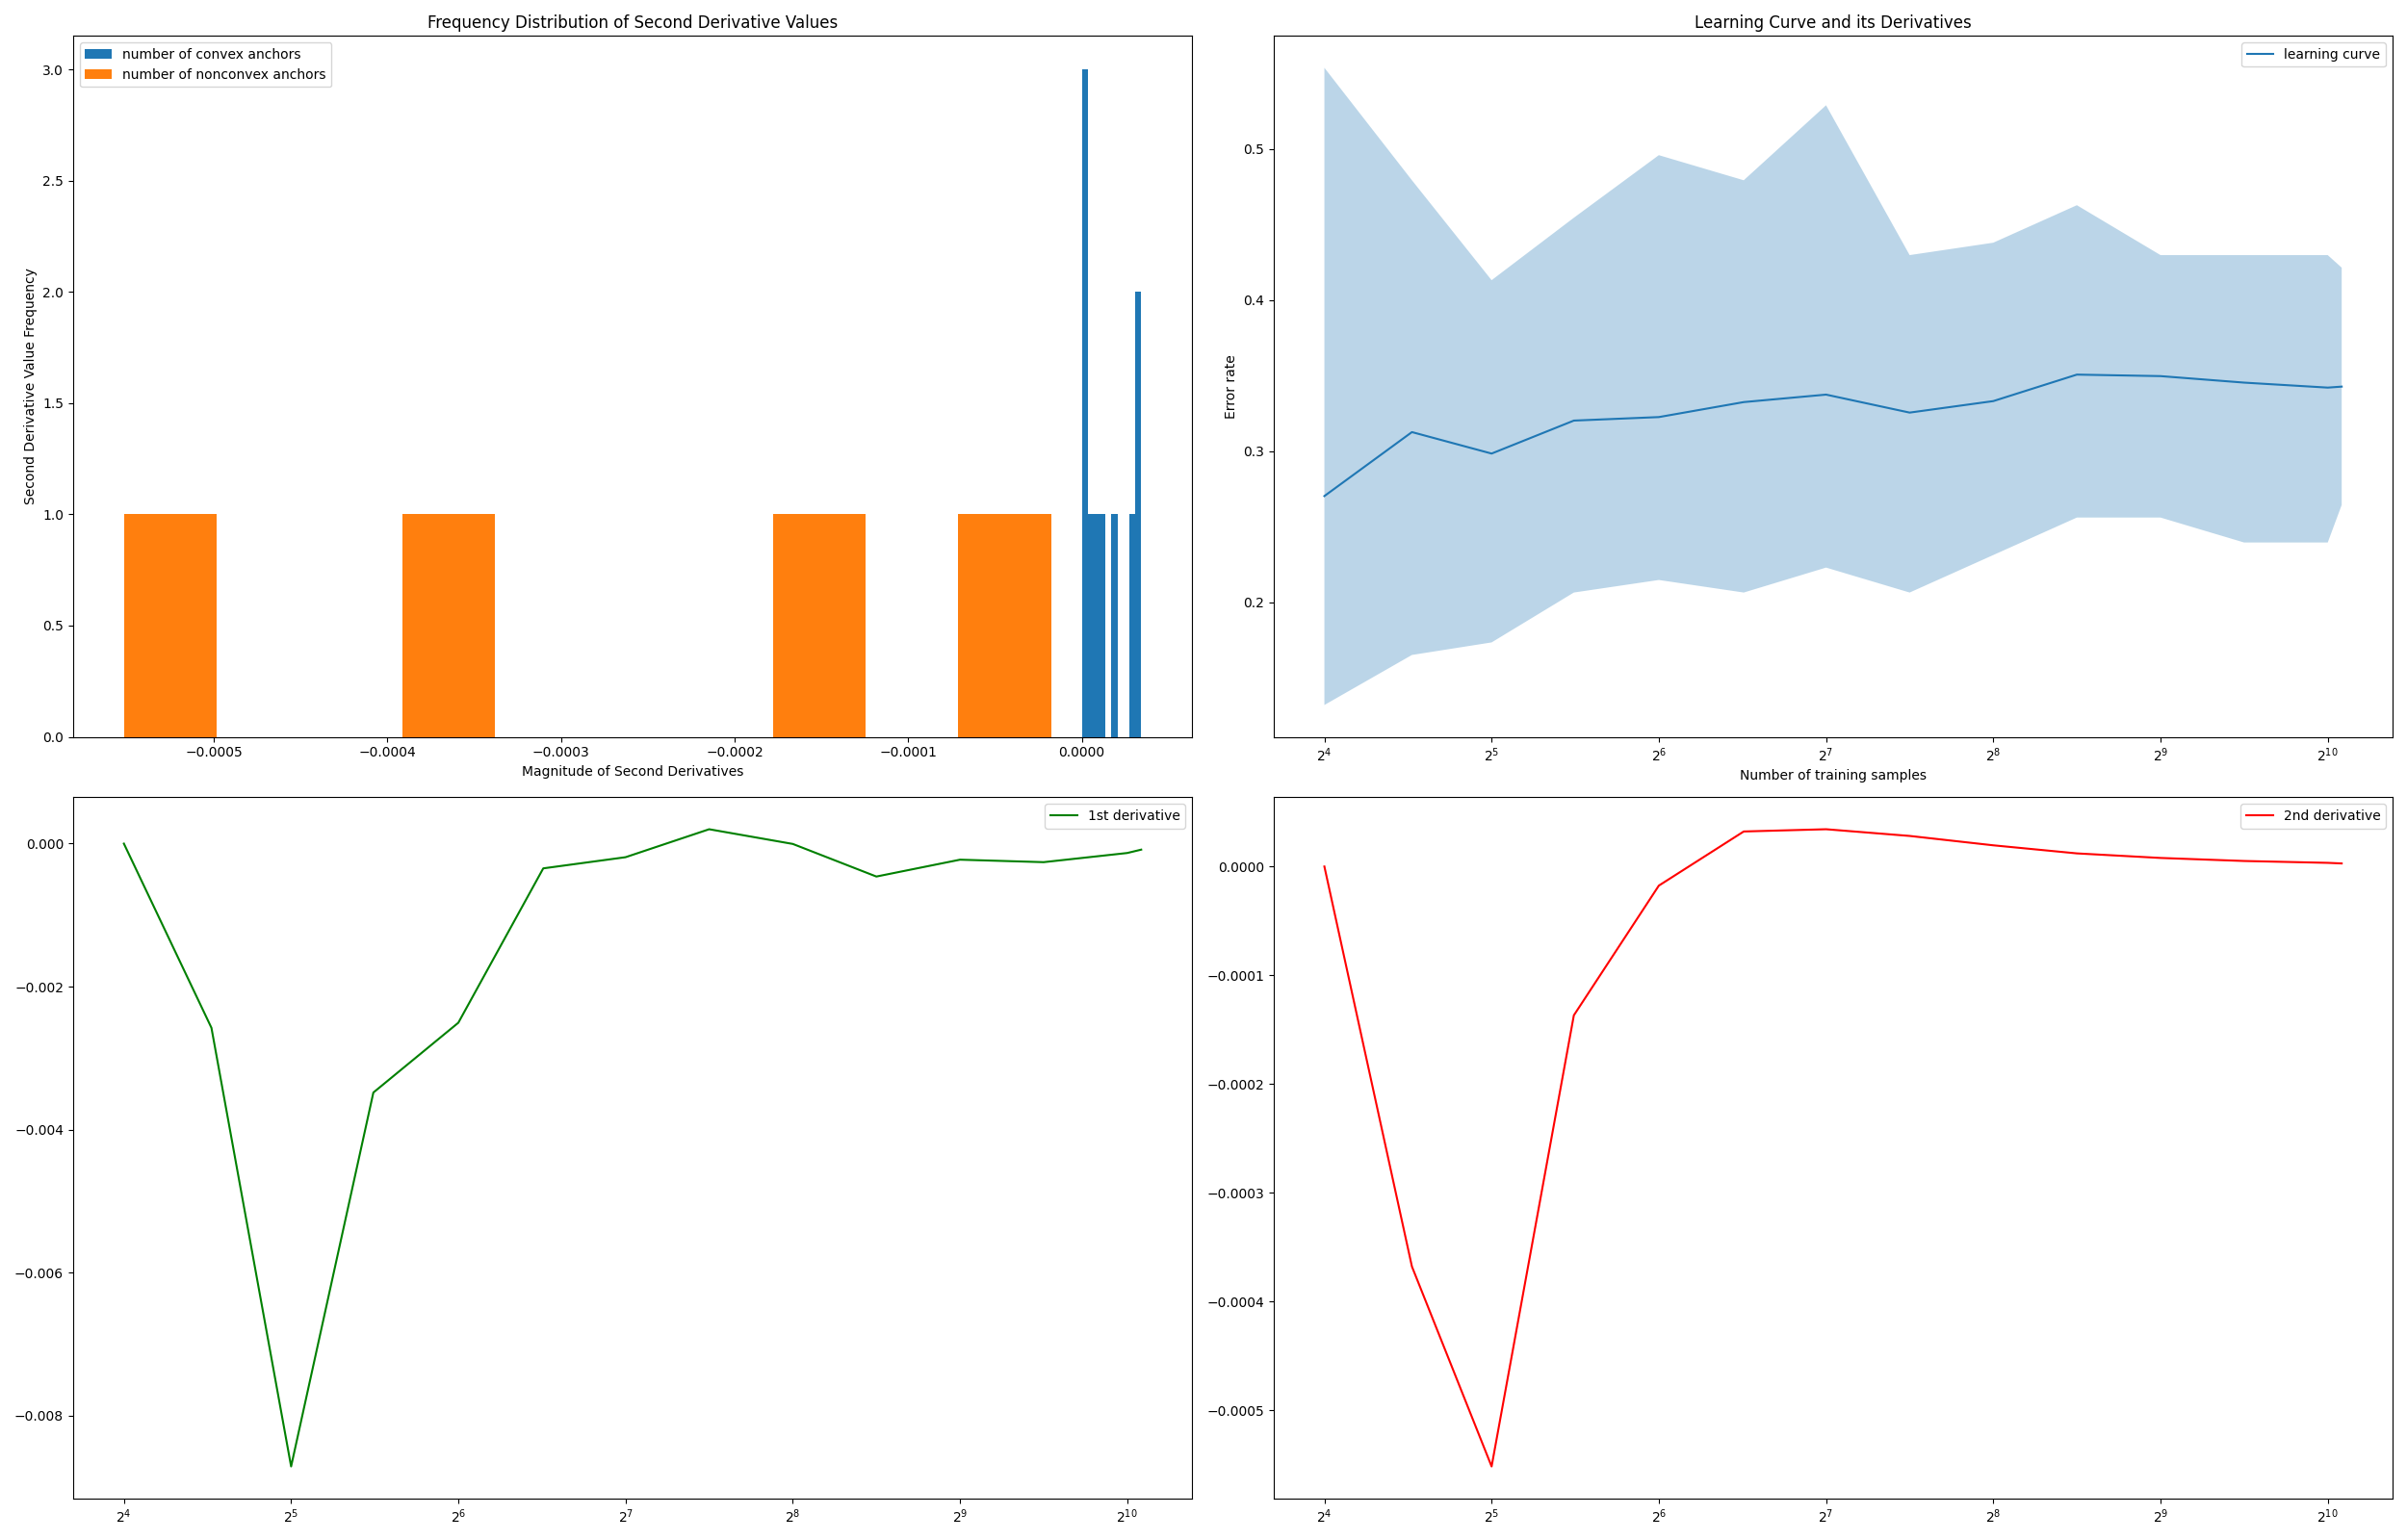 Frequency Distribution of Second Derivative Values
number of convex anchors
number of nonconvex anchors
Second Derivative Value Frequency
3.0
2.5
2.0
1.5
1.0
0.5
0.0
−0.0005 −0.0004 −0.0003 −0.0002 −0.0001 0.0000
Magnitude of Second Derivatives
Learning Curve and its Derivatives
learning curve
Error rate
0.5
0.4
0.3
0.2
2⁴ 2⁵ 2⁶ 2⁷ 2⁸ 2⁹ 2¹⁰
Number of training samples
1st derivative
0.000
−0.002
−0.004
−0.006
−0.008
2⁴ 2⁵ 2⁶ 2⁷ 2⁸ 2⁹ 2¹⁰
2nd derivative
0.0000
−0.0001
−0.0002
−0.0003
−0.0004
−0.0005
2⁴ 2⁵ 2⁶ 2⁷ 2⁸ 2⁹ 2¹⁰